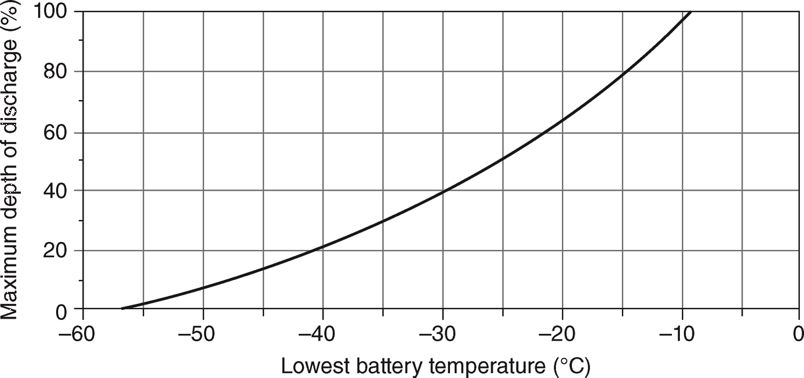 Maximum depth of discharge (%)
100
80
60
40
20
0
–60 –50 –40 –30 –20 –10 0
Lowest battery temperature (°C)